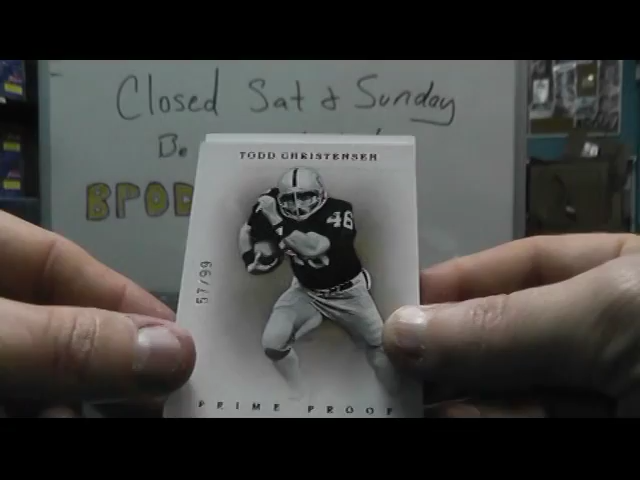 Closed Sat & Sunday
Be
BPOD
TODD CHRISTENSEN
46
57/99
PRIME PROOF